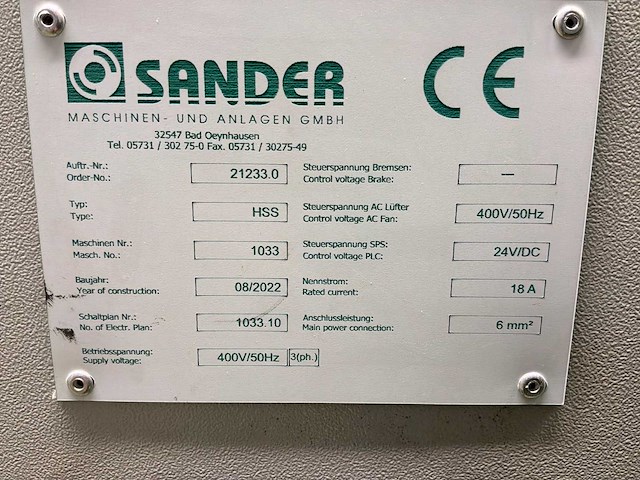 SANDER
CE
MASCHINEN- UND ANLAGEN GMBH
32547 Bad Oeynhausen
Tel. 05731 / 302 75-0 Fax. 05731 / 30275-49
Auftr.-Nr.:
Order-No.:
21233.0
Steuerspannung Bremsen:
Control voltage Brake:
—
Typ:
Type:
HSS
Steuerspannung AC Lüfter
Control voltage AC Fan:
400V/50Hz
Maschinen Nr.:
Masch. No.:
1033
Steuerspannung SPS:
Control voltage PLC:
24V/DC
Baujahr:
Year of construction:
08/2022
Nennstrom:
Rated current:
18 A
Schaltplan Nr.:
No. of Electr. Plan:
1033.10
Anschlussleistung:
Main power connection:
6 mm²
Betriebsspannung:
Supply voltage:
400V/50Hz 3(ph.)